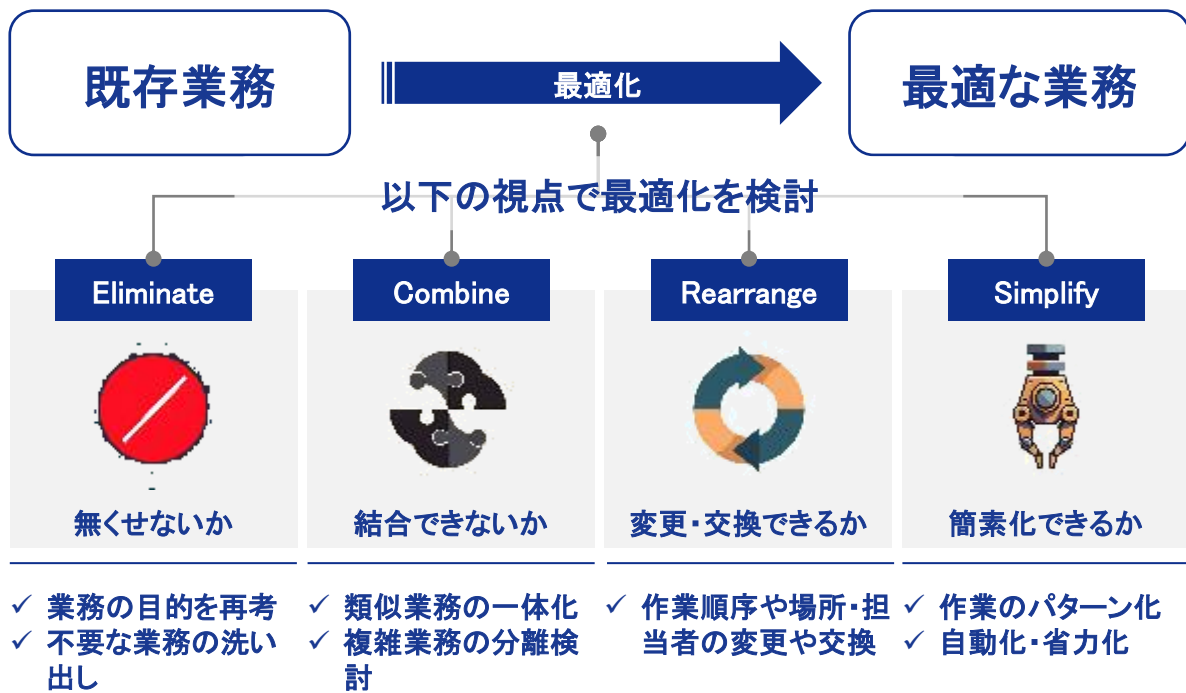 既存業務
最適化
最適な業務
以下の視点で最適化を検討
Eliminate
Combine
Rearrange
Simplify
無くせないか
結合できないか
変更・交換できるか
簡素化できるか
✓ 業務の目的を再考
✓ 不要な業務の洗い
出し
✓ 類似業務の一体化
✓ 複雑業務の分離検
討
✓ 作業順序や場所・担
当者の変更や交換
✓ 作業のパターン化
✓ 自動化・省力化